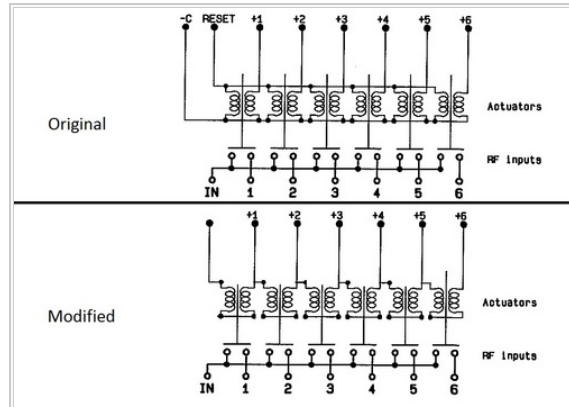 -C RESET +1 +2 +3 +4 +5 +6
Original
Actuators
RF inputs
IN 1 2 3 4 5 6
+1 +2 +3 +4 +5 +6
Modified
Actuators
RF inputs
IN 1 2 3 4 5 6